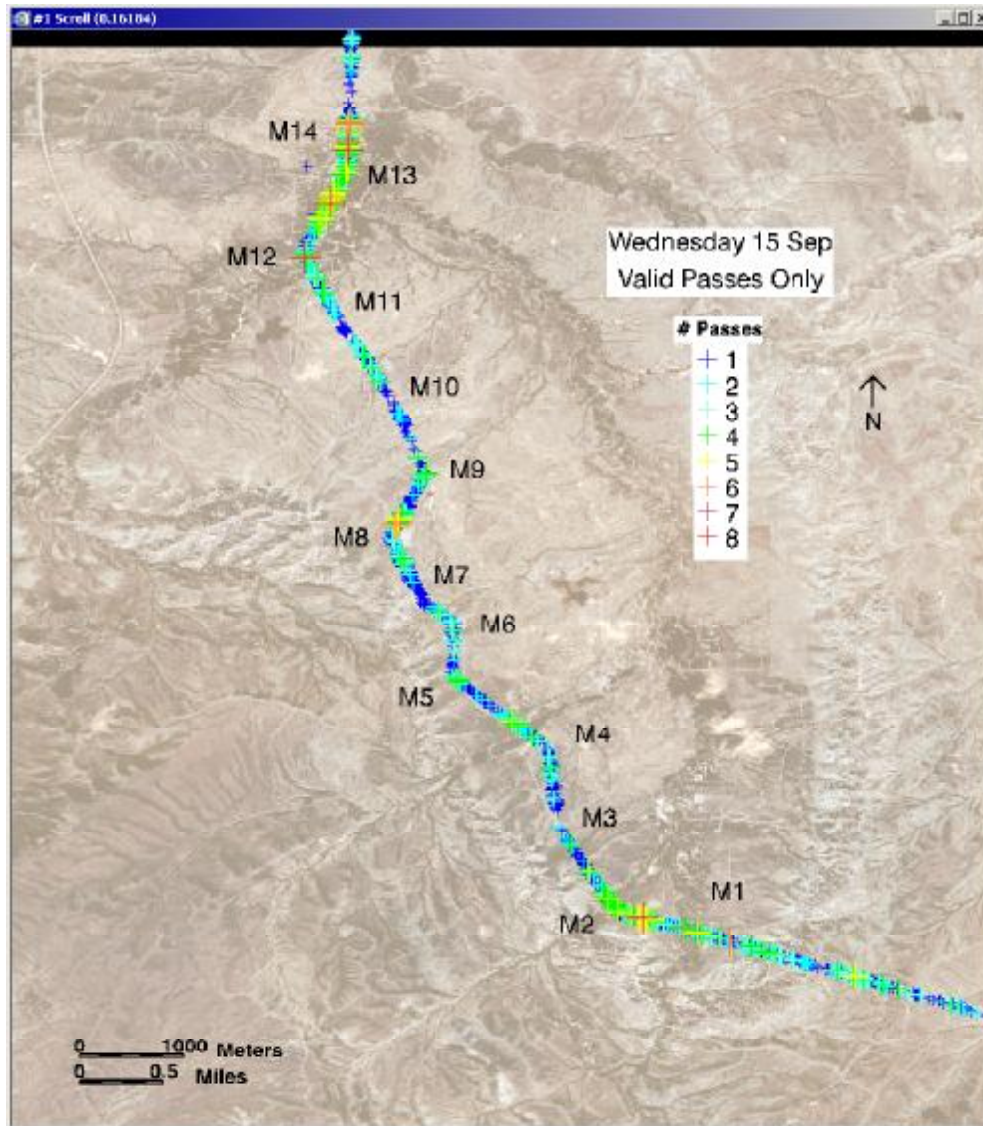 #1 Scroll (0.16184)
M14
M13
M12
M11
M10
M9
M8
M7
M6
M5
M4
M3
M2
M1
Wednesday 15 Sep
Valid Passes Only
# Passes
1
2
3
4
5
6
7
8
N
0 1000 Meters
0 0.5 Miles